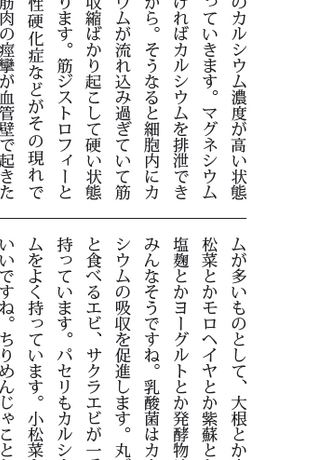 のカルシウム濃度が高い状態
っていきます。マグネシウム
ければカルシウムを排泄でき
から。そうなると細胞内にカ
ウムが流れ込み過ぎていて筋
収縮ばかり起こして硬い状態
ります。筋ジストロフィーと
性硬化症などがその現れで
筋肉の痙攣が血管壁で起きた
ムが多いものとして、大根とか
松菜とかモロヘイヤとか紫蘇と
塩麹とかヨーグルトとか発酵物
みんなそうですね。乳酸菌はカ
シウムの吸収を促進します。丸
と食べるエビ、サクラエビが一
持っています。パセリもカルシ
ムをよく持っています。小松菜
いいですね。ちりめんじゃこと